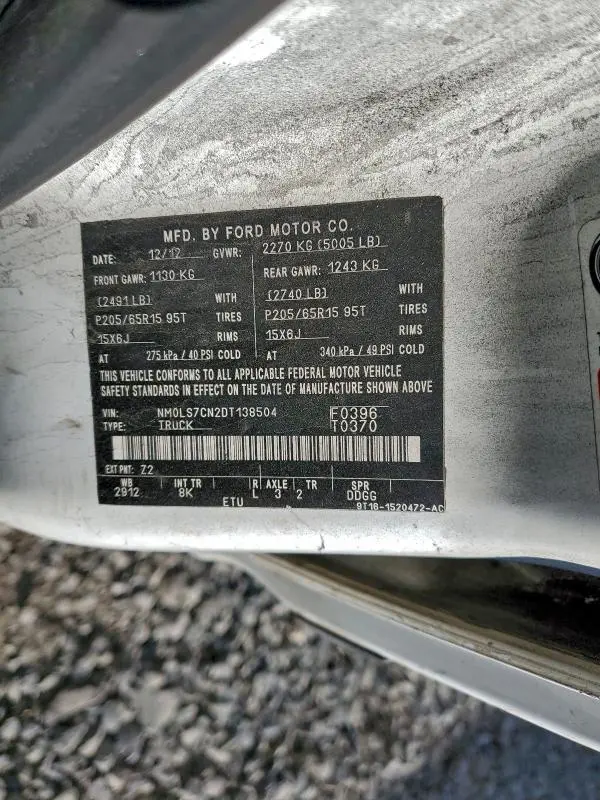 MFD. BY FORD MOTOR CO.
DATE: 12/12 GVWR: 2270 KG (5005 LB)
FRONT GAWR: 1130 KG REAR GAWR: 1243 KG
(2491 LB) WITH (2740 LB) WITH
P205/65R15 95T TIRES P205/65R15 95T TIRES
15X6J RIMS 15X6J RIMS
AT 275 kPa / 40 PSI COLD AT 340 kPa / 49 PSI COLD
THIS VEHICLE CONFORMS TO ALL APPLICABLE FEDERAL MOTOR VEHICLE
SAFETY STANDARDS IN EFFECT ON THE DATE OF MANUFACTURE SHOWN ABOVE
VIN: NM0LS7CN2DT138504 F0396
TYPE: TRUCK T0370
EXT PNT: Z2
WB INT TR R AXLE TR SPR
2912 8K L 3 2 DDGG
ETU 9T16-1520472-AC